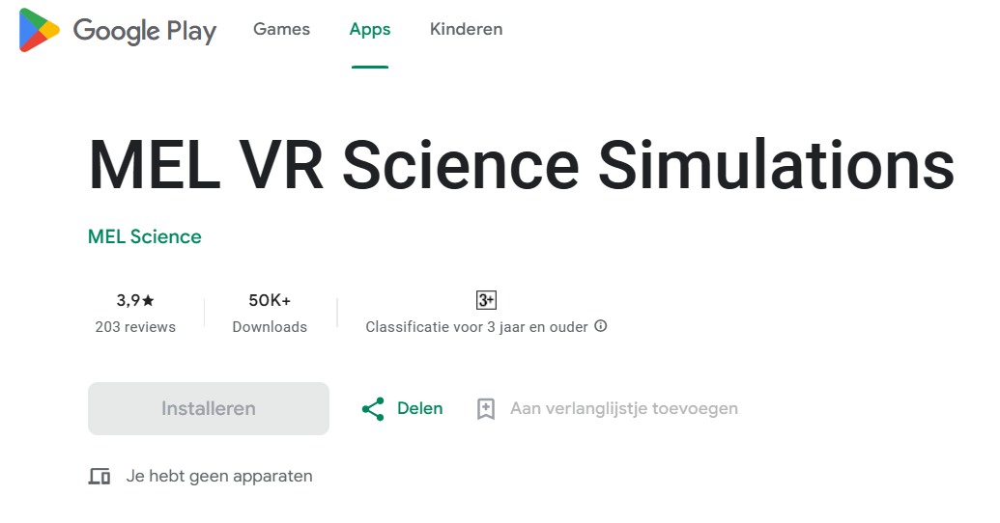 Google Play Games Apps Kinderen
MEL VR Science Simulations
MEL Science
3,9★ 50K+ 3+
203 reviews Downloads Classificatie voor 3 jaar en ouder
Installeren Delen Aan verlanglijstje toevoegen
Je hebt geen apparaten